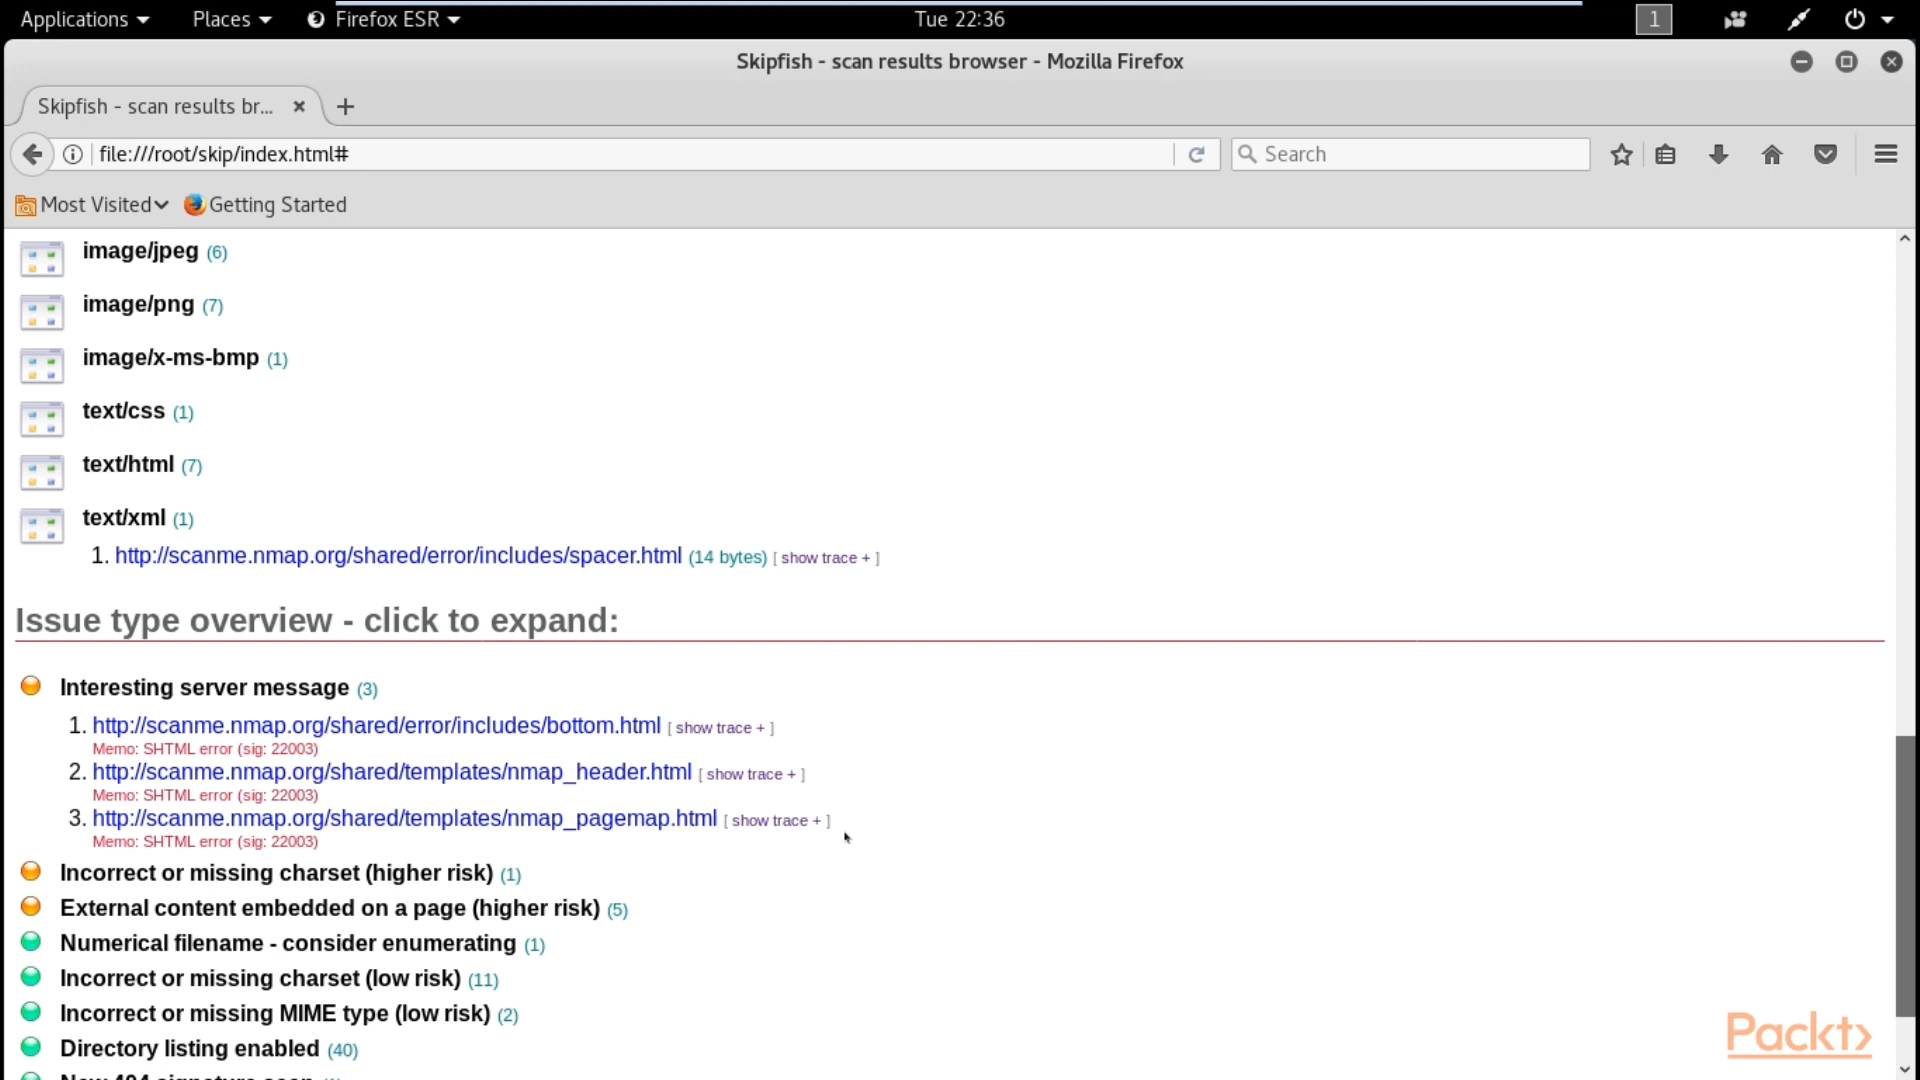 Applications Places Firefox ESR Tue 22:36 1
Skipfish - scan results browser - Mozilla Firefox
Skipfish - scan results br...
file:///root/skip/index.html# Search
Most Visited Getting Started
image/jpeg (6)
image/png (7)
image/x-ms-bmp (1)
text/css (1)
text/html (7)
text/xml (1)
1. http://scanme.nmap.org/shared/error/includes/spacer.html (14 bytes) [ show trace + ]
Issue type overview - click to expand:
Interesting server message (3)
1. http://scanme.nmap.org/shared/error/includes/bottom.html [ show trace + ]
Memo: SHTML error (sig: 22003)
2. http://scanme.nmap.org/shared/templates/nmap_header.html [ show trace + ]
Memo: SHTML error (sig: 22003)
3. http://scanme.nmap.org/shared/templates/nmap_pagemap.html [ show trace + ]
Memo: SHTML error (sig: 22003)
Incorrect or missing charset (higher risk) (1)
External content embedded on a page (higher risk) (5)
Numerical filename - consider enumerating (1)
Incorrect or missing charset (low risk) (11)
Incorrect or missing MIME type (low risk) (2)
Directory listing enabled (40)
New 404 signature seen
Packt>